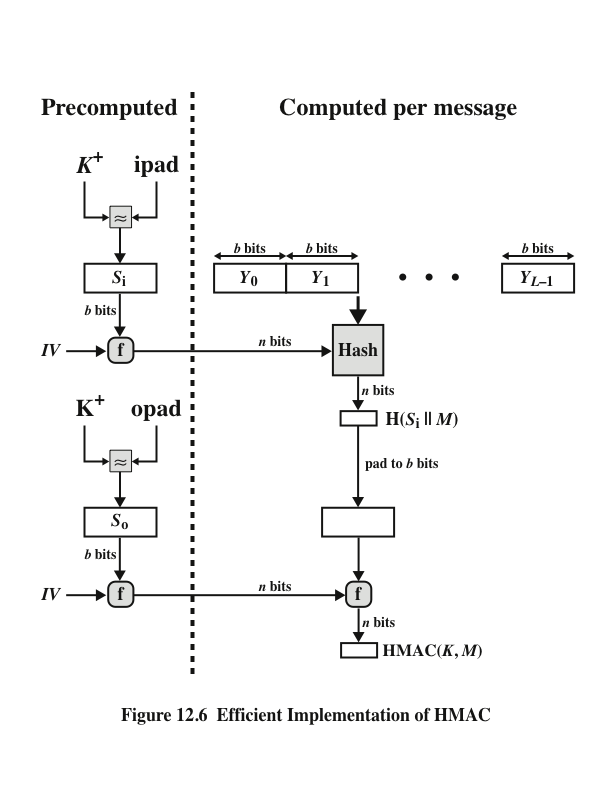 Precomputed
Computed per message
K+ ipad
≈
b bits b bits b bits
Si
Y0 Y1 • • • YL–1
b bits
IV f n bits Hash
n bits
K+ opad
H(Si || M)
≈
pad to b bits
So
b bits
IV f n bits f
n bits
HMAC(K, M)
Figure 12.6 Efficient Implementation of HMAC